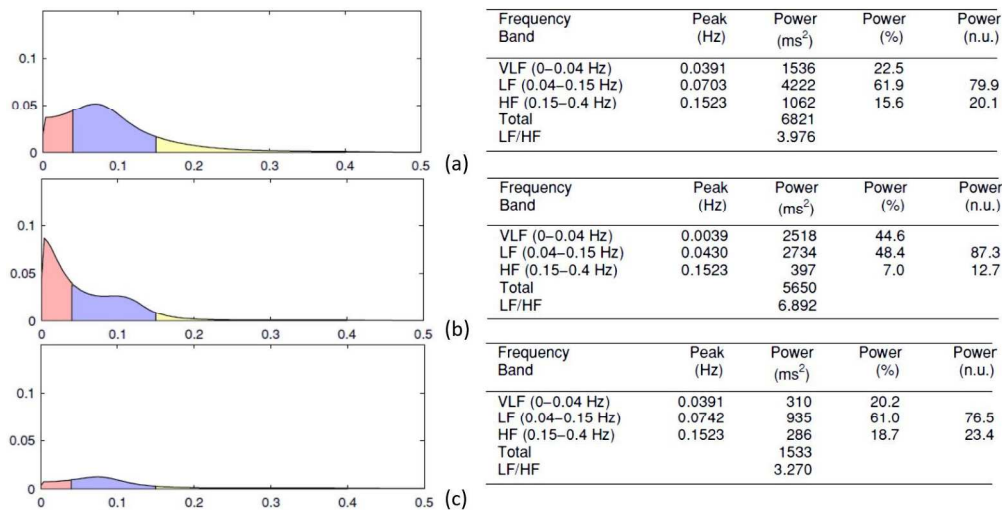 0.1
0.05
0
0 0.1 0.2 0.3 0.4 0.5
(a)
Frequency Peak Power Power Power
Band (Hz) (ms²) (%) (n.u.)
VLF (0–0.04 Hz) 0.0391 1536 22.5
LF (0.04–0.15 Hz) 0.0703 4222 61.9 79.9
HF (0.15–0.4 Hz) 0.1523 1062 15.6 20.1
Total 6821
LF/HF 3.976
0.1
0.05
0
0 0.1 0.2 0.3 0.4 0.5
(b)
Frequency Peak Power Power Power
Band (Hz) (ms²) (%) (n.u.)
VLF (0–0.04 Hz) 0.0039 2518 44.6
LF (0.04–0.15 Hz) 0.0430 2734 48.4 87.3
HF (0.15–0.4 Hz) 0.1523 397 7.0 12.7
Total 5650
LF/HF 6.892
0.1
0.05
0
0 0.1 0.2 0.3 0.4 0.5
(c)
Frequency Peak Power Power Power
Band (Hz) (ms²) (%) (n.u.)
VLF (0–0.04 Hz) 0.0391 310 20.2
LF (0.04–0.15 Hz) 0.0742 935 61.0 76.5
HF (0.15–0.4 Hz) 0.1523 286 18.7 23.4
Total 1533
LF/HF 3.270